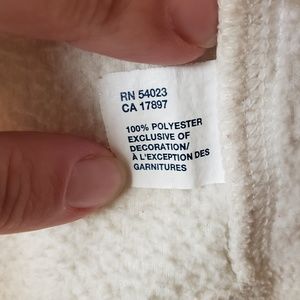 RN 54023
CA 17897
100% POLYESTER
EXCLUSIVE OF
DECORATION/
À L'EXCEPTION DES
GARNITURES